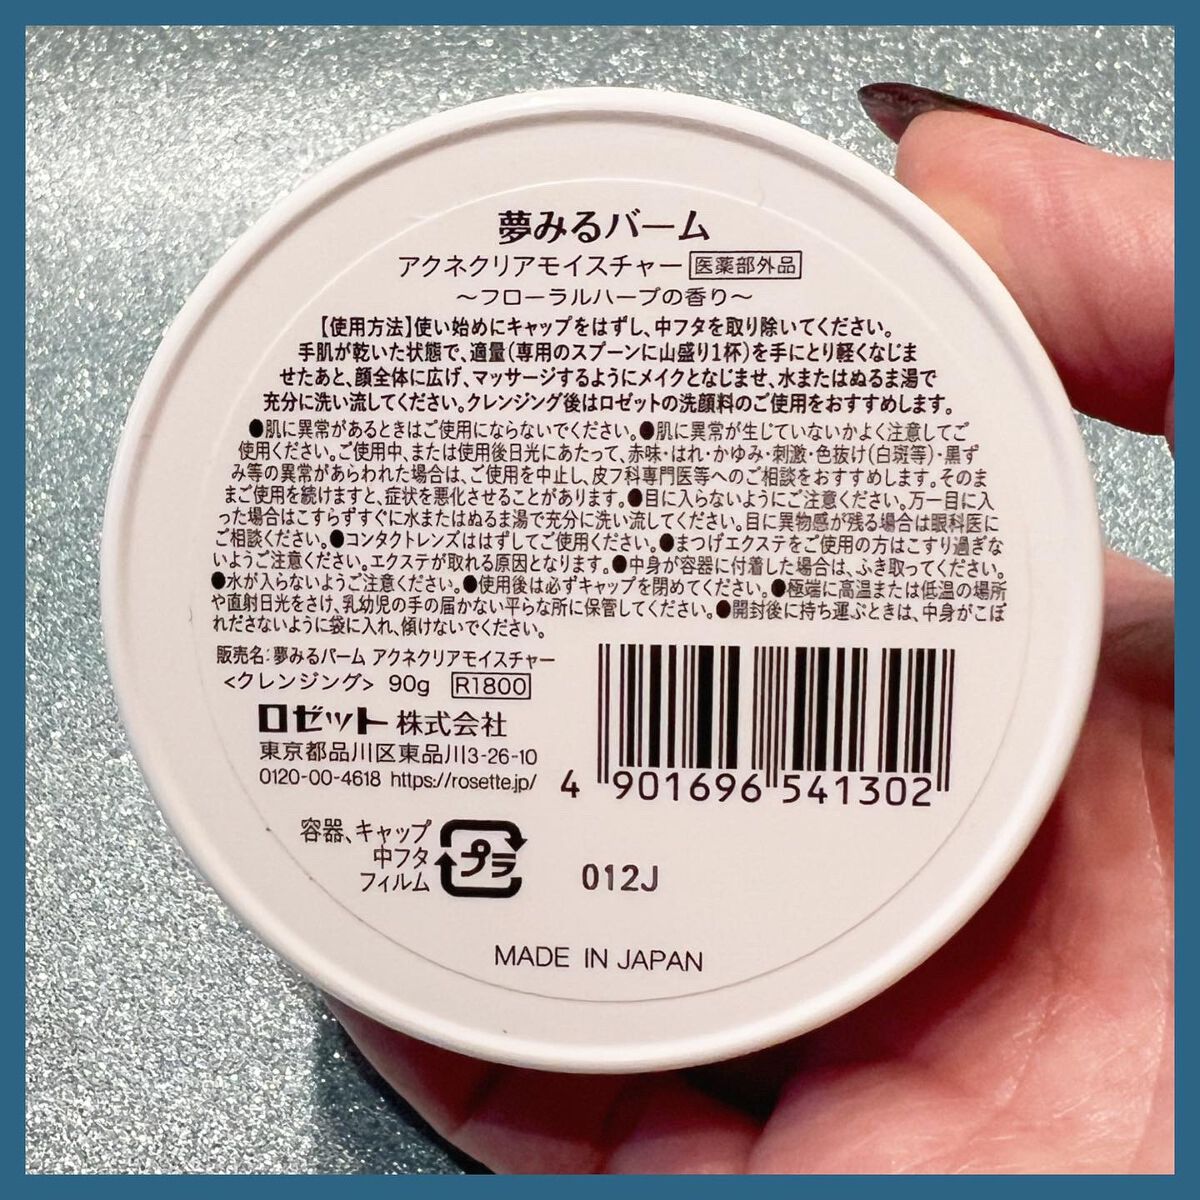 夢みるバーム
アクネクリアモイスチャー 医薬部外品
～フローラルハーブの香り～
【使用方法】使い始めにキャップをはずし、中フタを取り除いてください。
手肌が乾いた状態で、適量(専用のスプーンに山盛り1杯)を手にとり軽くなじま
せたあと、顔全体に広げ、マッサージするようにメイクとなじませ、水またはぬるま湯で
充分に洗い流してください。クレンジング後はロゼットの洗顔料のご使用をおすすめします。
●肌に異常があるときはご使用にならないでください。●肌に異常が生じていないかよく注意してご
使用ください。ご使用中、または使用後日光にあたって、赤味・はれ・かゆみ・刺激・色抜け(白斑等)・黒ず
み等の異常があらわれた場合は、ご使用を中止し、皮フ科専門医等へのご相談をおすすめします。そのま
まご使用を続けますと、症状を悪化させることがあります。●目に入らないようにご注意ください。万一目に入
った場合はこすらずすぐに水またはぬるま湯で充分に洗い流してください。目に異物感が残る場合は眼科医に
ご相談ください。●コンタクトレンズははずしてご使用ください。●まつげエクステをご使用の方はこすり過ぎな
いようご注意ください。エクステが取れる原因となります。●中身が容器に付着した場合は、ふき取ってください。
●水が入らないようご注意ください。●使用後は必ずキャップを閉めてください。●極端に高温または低温の場所
や直射日光をさけ、乳幼児の手の届かない平らな所に保管してください。●開封後に持ち運ぶときは、中身がこぼ
れださないように袋に入れ、傾けないでください。
販売名:夢みるバーム アクネクリアモイスチャー
<クレンジング> 90g R1800
ロゼット株式会社
東京都品川区東品川3-26-10
0120-00-4618 https://rosette.jp/
4 901696 541302
容器、キャップ
中フタ
フィルム
プラ
012J
MADE IN JAPAN